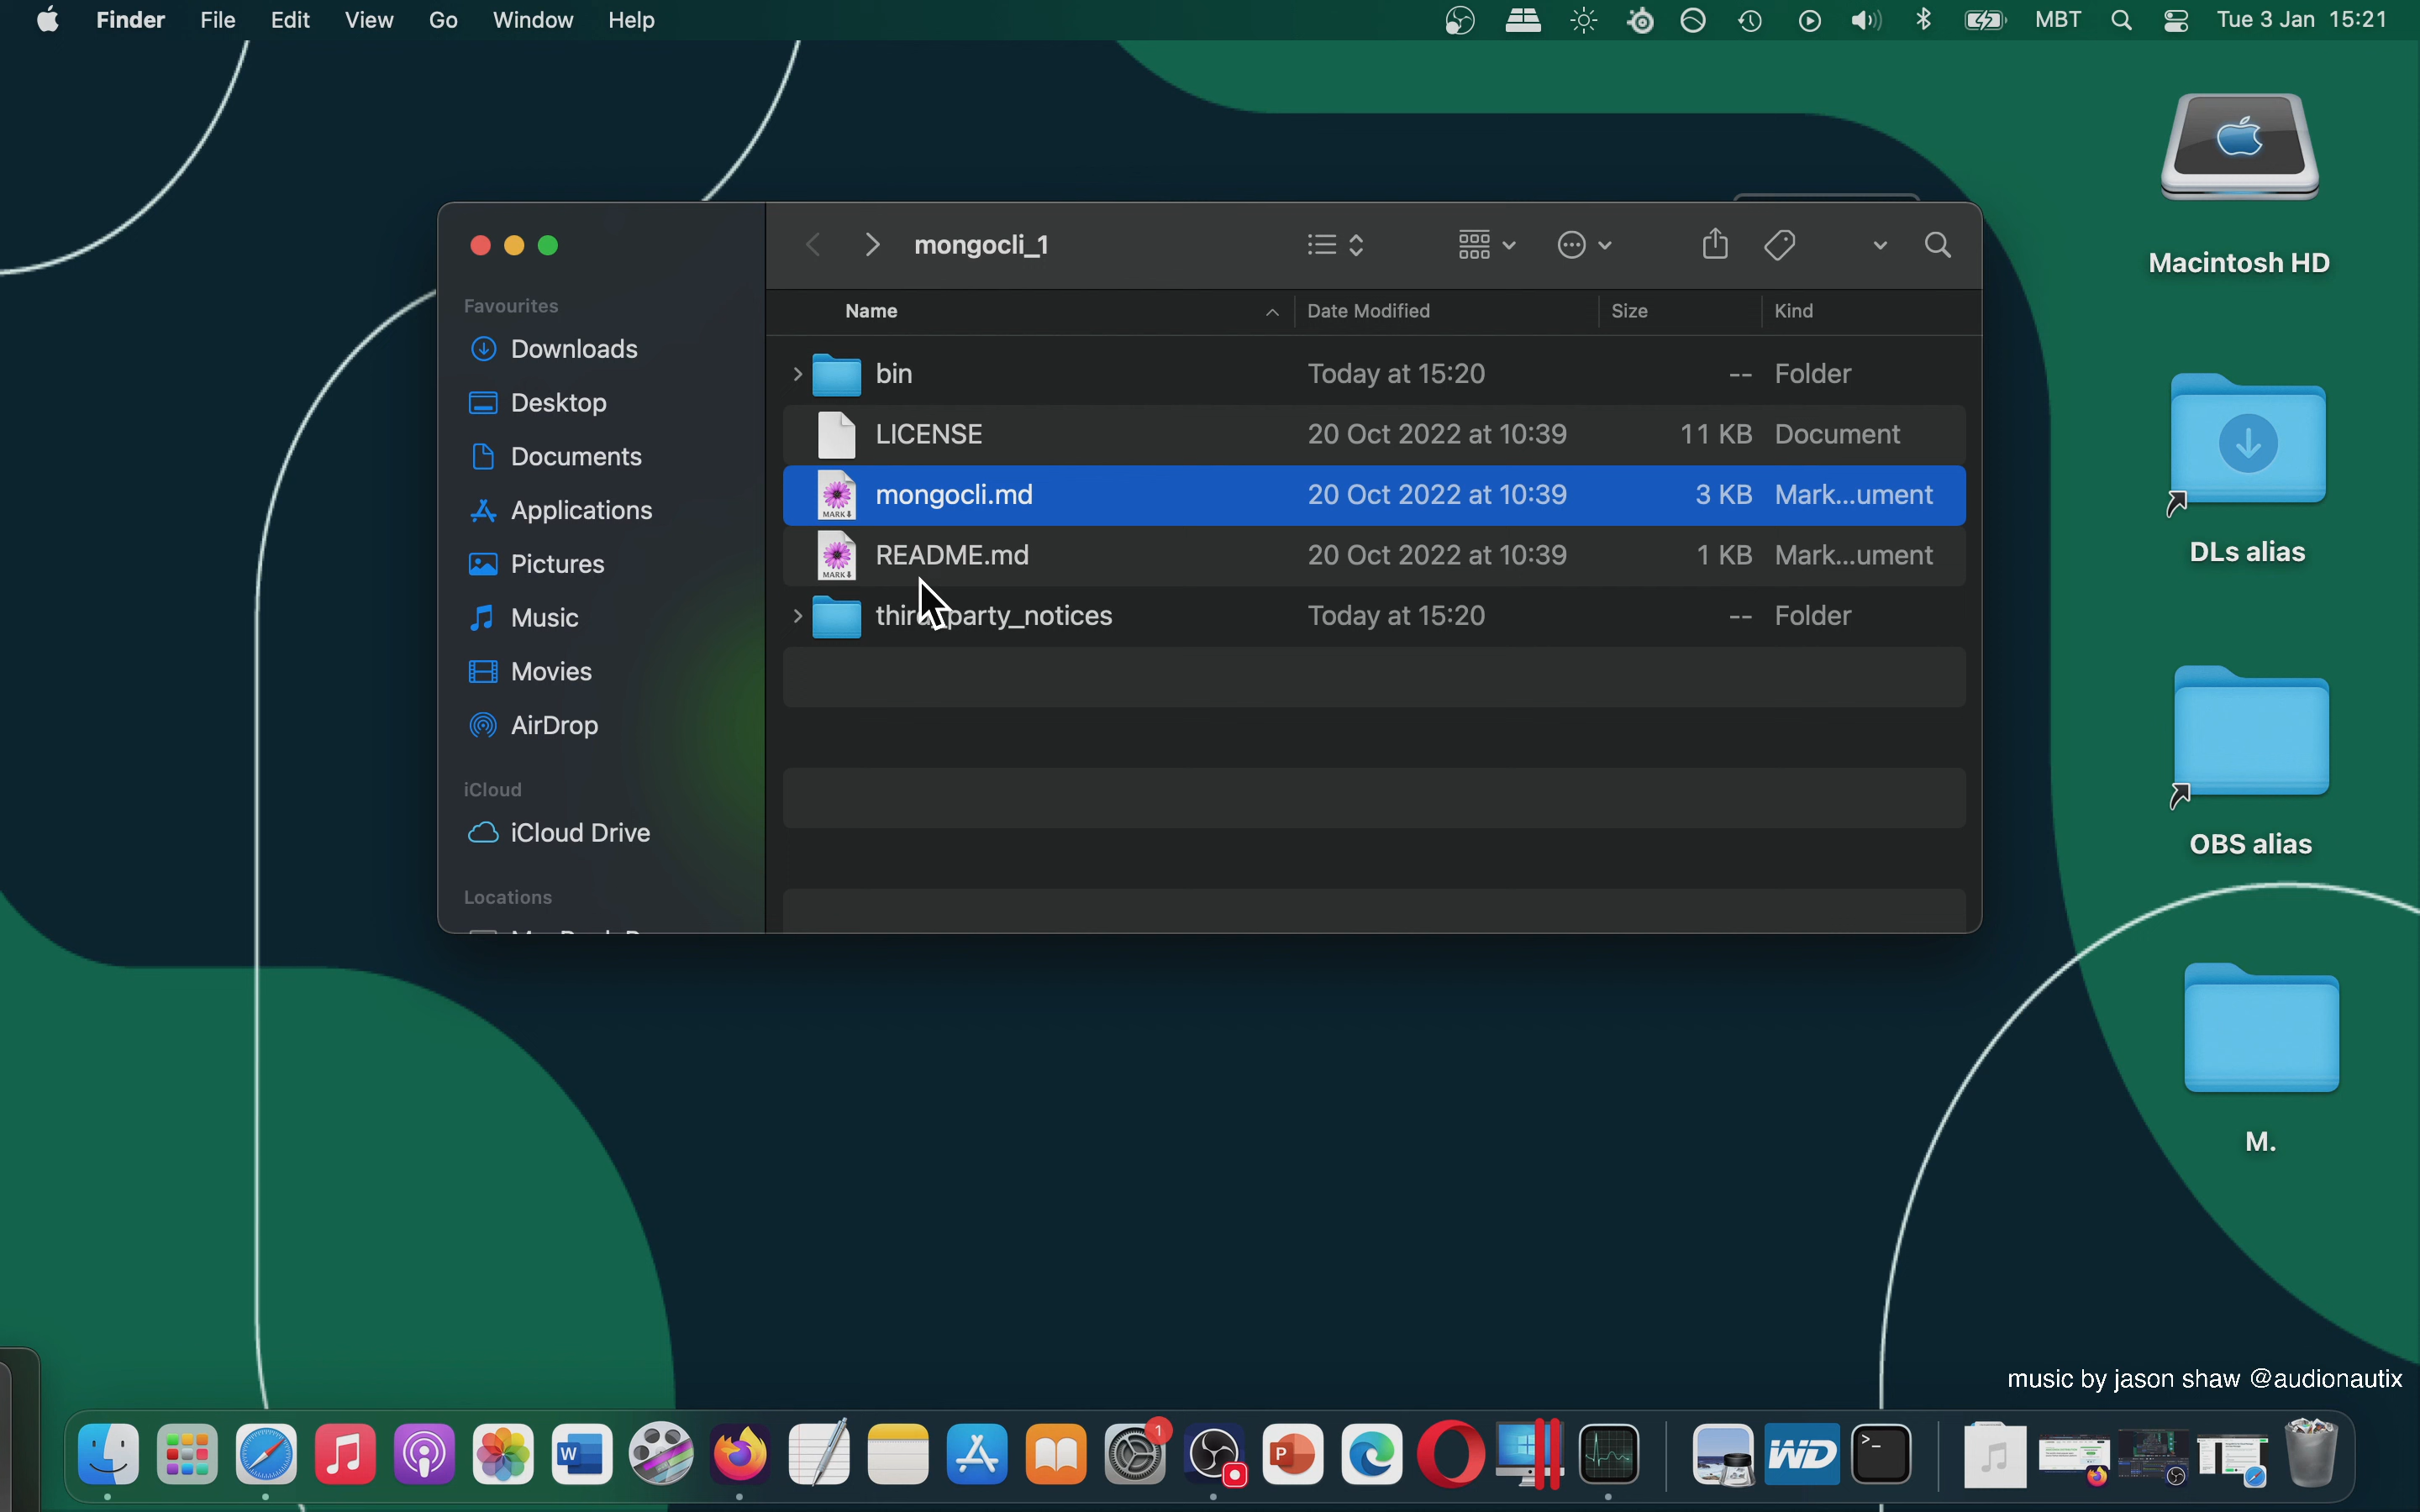 Finder File Edit View Go Window Help MBT Tue 3 Jan 15:21
mongocli_1
Favourites
Downloads
Desktop
Documents
Applications
Pictures
Music
Movies
AirDrop
iCloud
iCloud Drive
Locations
Name Date Modified Size Kind
bin Today at 15:20 -- Folder
LICENSE 20 Oct 2022 at 10:39 11 KB Document
mongocli.md 20 Oct 2022 at 10:39 3 KB Mark...ument
README.md 20 Oct 2022 at 10:39 1 KB Mark...ument
Today at 15:20 -- Folder
MARK
MARK
Macintosh HD
DLs alias
OBS alias
M.
music by jason shaw @audionautix
W
1
P
WD
>_